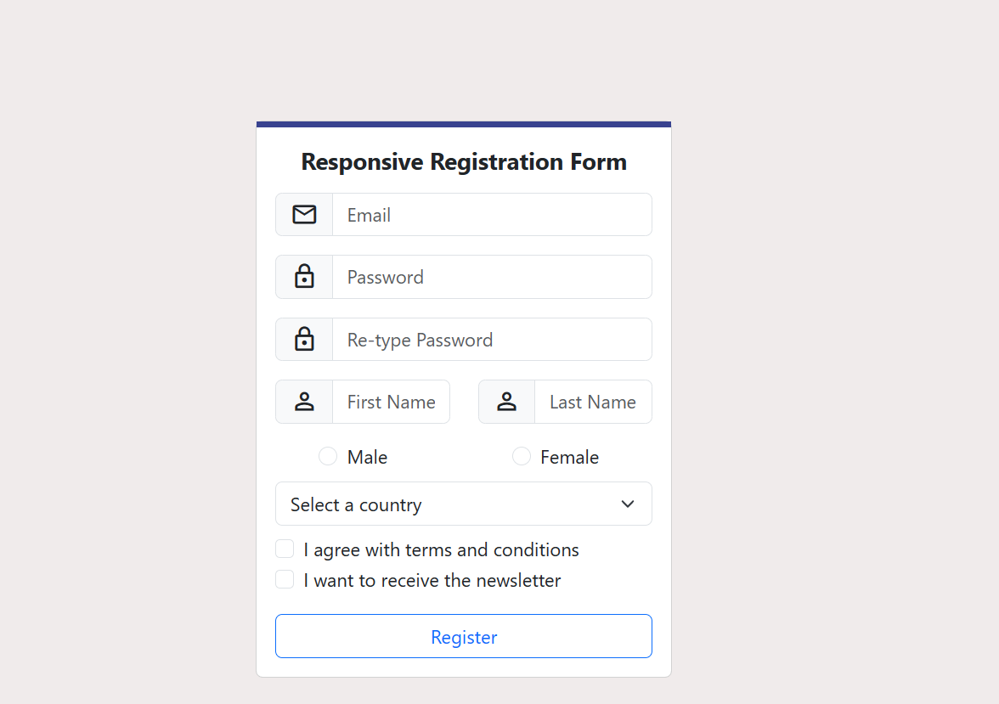 Responsive Registration Form
Email
Password
Re-type Password
First Name Last Name
Male Female
Select a country
I agree with terms and conditions
I want to receive the newsletter
Register